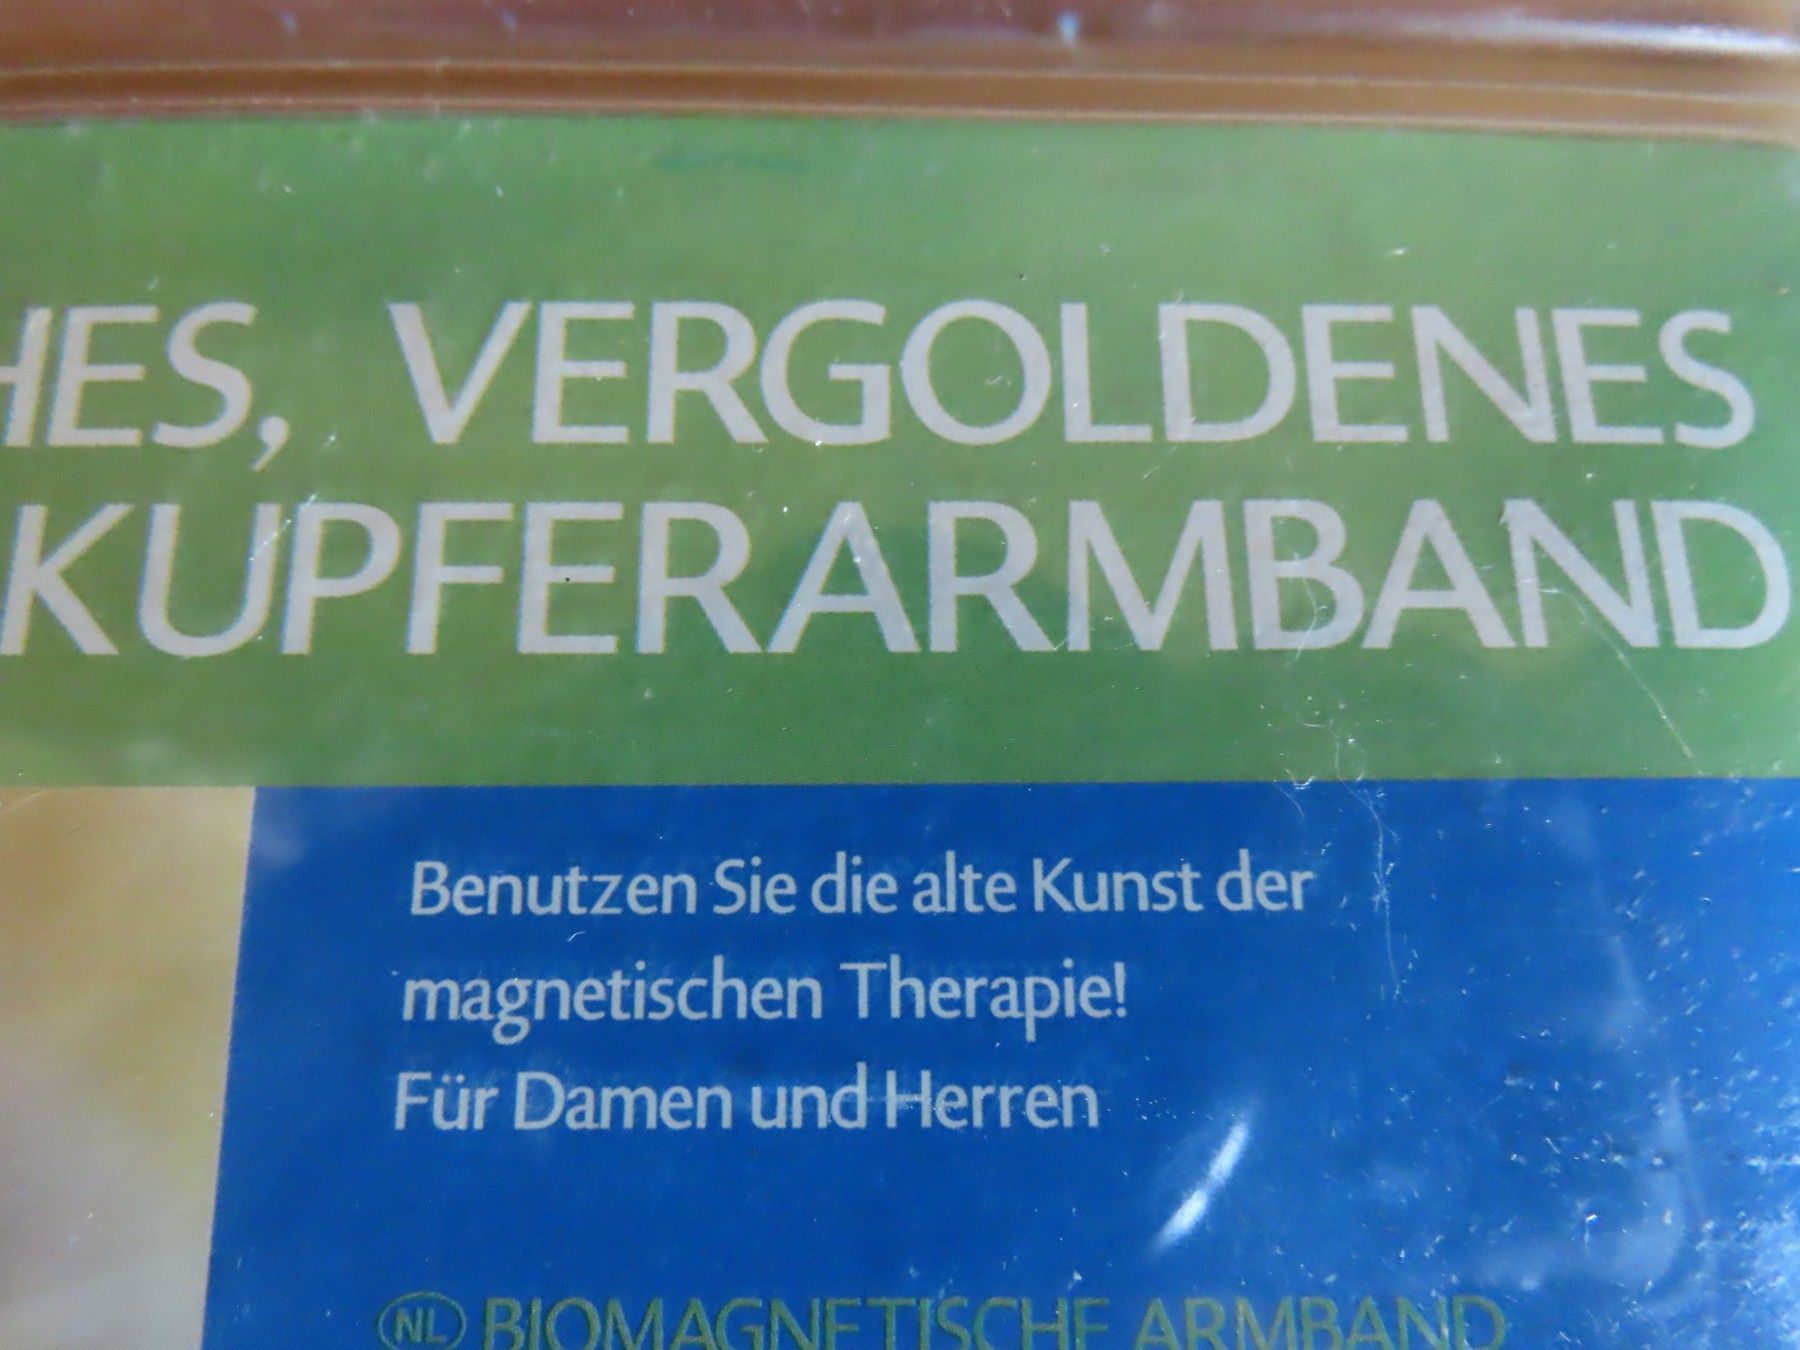 HES, VERGOLDENES
KUPFERARMBAND
Benutzen Sie die alte Kunst der
magnetischen Therapie!
Für Damen und Herren
NL BIOMAGNETISCHE ARMBAND